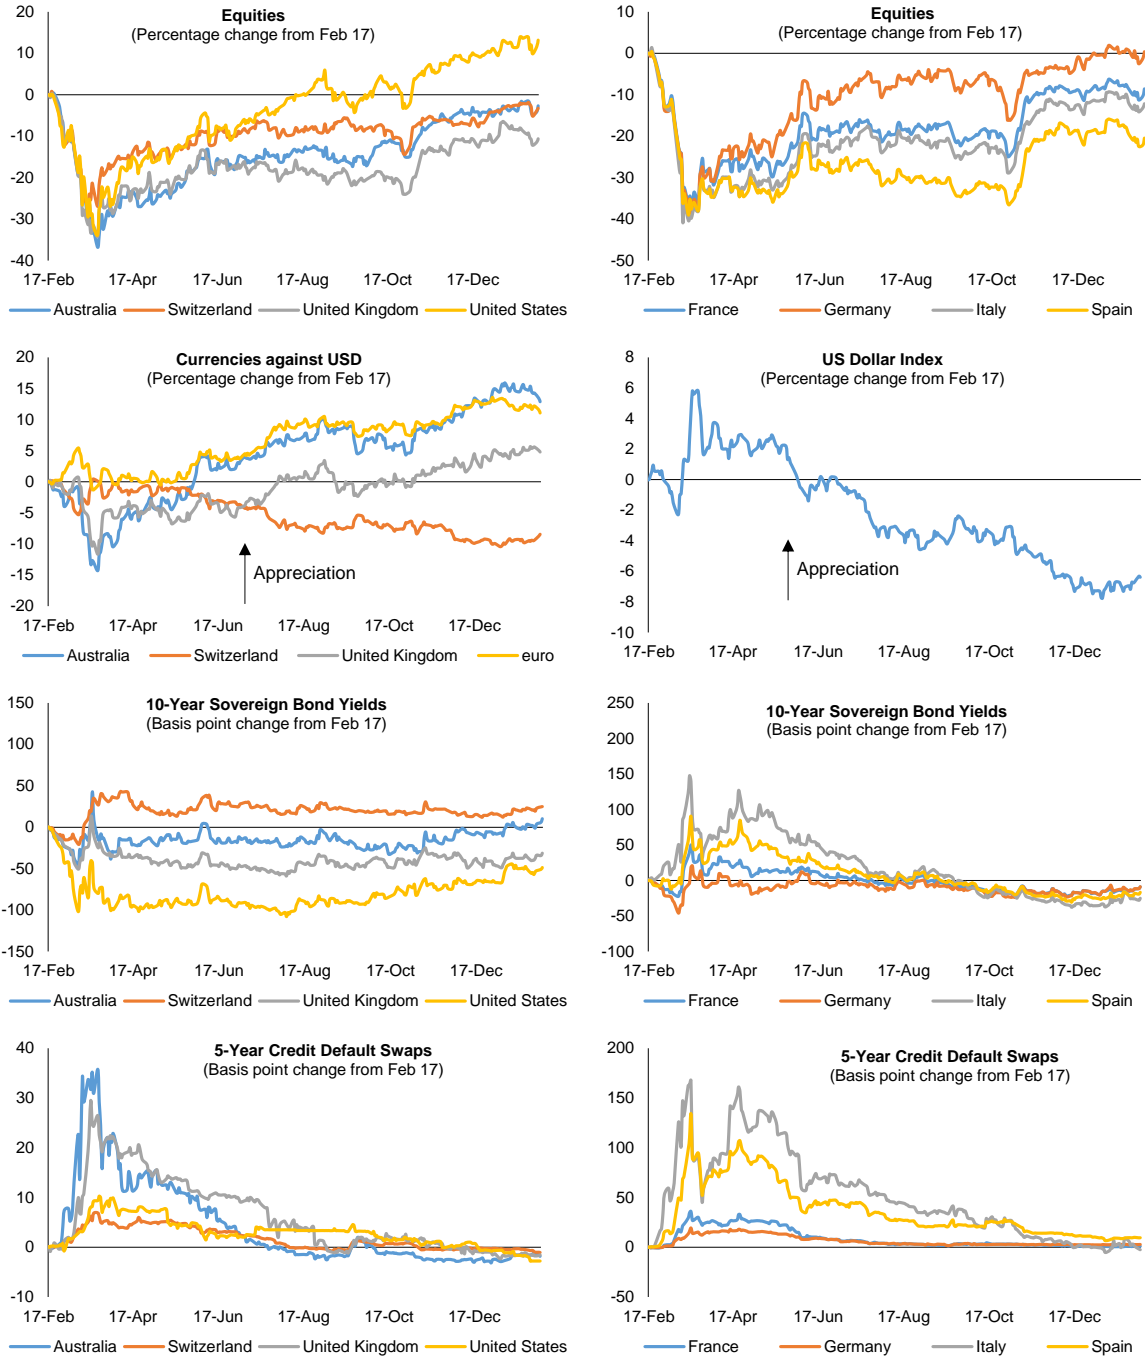 Equities
(Percentage change from Feb 17)
20
10
0
-10
-20
-30
-40
17-Feb 17-Apr 17-Jun 17-Aug 17-Oct 17-Dec
Australia Switzerland United Kingdom United States
Equities
(Percentage change from Feb 17)
10
0
-10
-20
-30
-40
-50
17-Feb 17-Apr 17-Jun 17-Aug 17-Oct 17-Dec
France Germany Italy Spain
Currencies against USD
(Percentage change from Feb 17)
20
15
10
5
0
-5
-10
-15
-20
Appreciation
17-Feb 17-Apr 17-Jun 17-Aug 17-Oct 17-Dec
Australia Switzerland United Kingdom euro
US Dollar Index
(Percentage change from Feb 17)
8
6
4
2
0
-2
-4
-6
-8
-10
Appreciation
17-Feb 17-Apr 17-Jun 17-Aug 17-Oct 17-Dec
10-Year Sovereign Bond Yields
(Basis point change from Feb 17)
150
100
50
0
-50
-100
-150
17-Feb 17-Apr 17-Jun 17-Aug 17-Oct 17-Dec
Australia Switzerland United Kingdom United States
10-Year Sovereign Bond Yields
(Basis point change from Feb 17)
250
200
150
100
50
0
-50
-100
17-Feb 17-Apr 17-Jun 17-Aug 17-Oct 17-Dec
France Germany Italy Spain
5-Year Credit Default Swaps
(Basis point change from Feb 17)
40
30
20
10
0
-10
17-Feb 17-Apr 17-Jun 17-Aug 17-Oct 17-Dec
Australia Switzerland United Kingdom United States
5-Year Credit Default Swaps
(Basis point change from Feb 17)
200
150
100
50
0
-50
17-Feb 17-Apr 17-Jun 17-Aug 17-Oct 17-Dec
France Germany Italy Spain